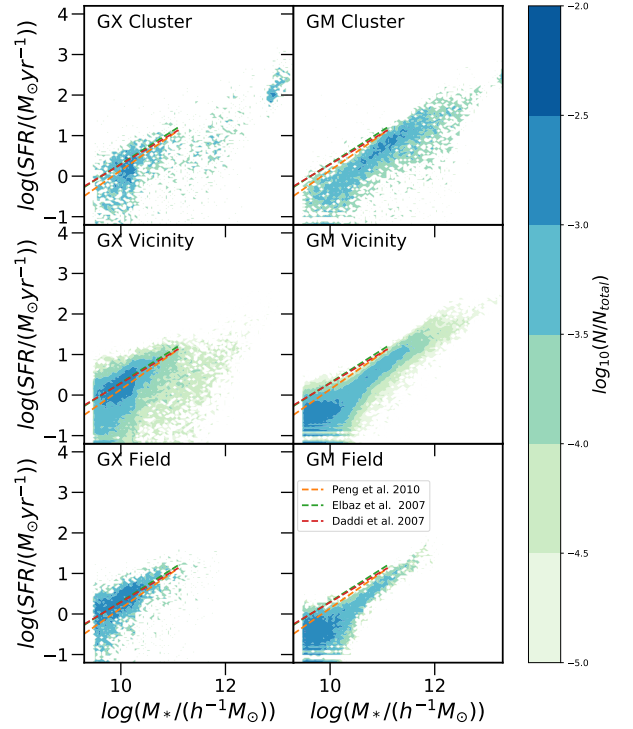 GX Cluster
GM Cluster
4
3
2
1
0
−1
log(SFR/(M⊙yr−1))
GX Vicinity
GM Vicinity
4
3
2
1
0
−1
log(SFR/(M⊙yr−1))
GX Field
GM Field
Peng et al. 2010
Elbaz et al. 2007
Daddi et al. 2007
4
3
2
1
0
−1
log(SFR/(M⊙yr−1))
10
12
10
12
log(M*/(h−1M⊙))
log(M*/(h−1M⊙))
−2.0
−2.5
−3.0
−3.5
−4.0
−4.5
−5.0
log10(N/Ntotal)